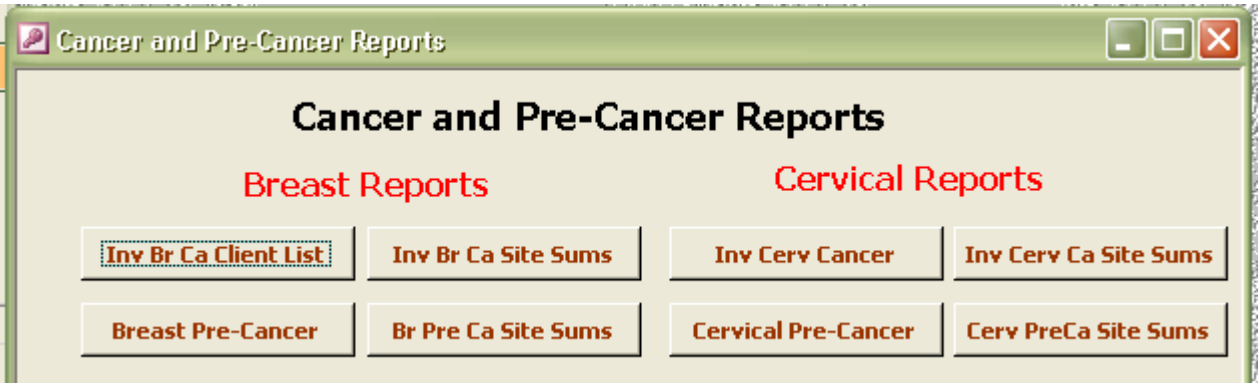 Cancer and Pre-Cancer Reports
Cancer and Pre-Cancer Reports
Breast Reports
Cervical Reports
Inv Br Ca Client List
Inv Br Ca Site Sums
Inv Cerv Cancer
Inv Cerv Ca Site Sums
Breast Pre-Cancer
Br Pre Ca Site Sums
Cervical Pre-Cancer
Cerv PreCa Site Sums